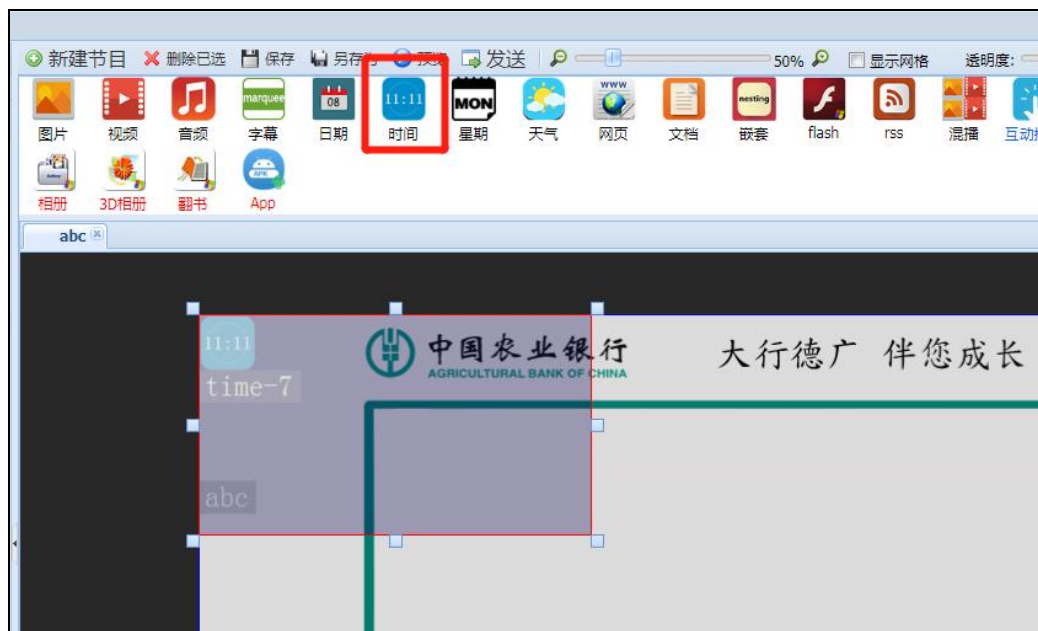 新建节目 删除已选 保存 另存为 预览 发送 50% 显示网格 透明度:
marquee 08 11:11 MON WWW nesting
图片 视频 音频 字幕 日期 时间 星期 天气 网页 文档 嵌套 flash rss 混播 互动
APK
相册 3D相册 翻书 App
abc
11:11
中国农业银行 大行德广 伴您成长
AGRICULTURAL BANK OF CHINA
time-7
abc